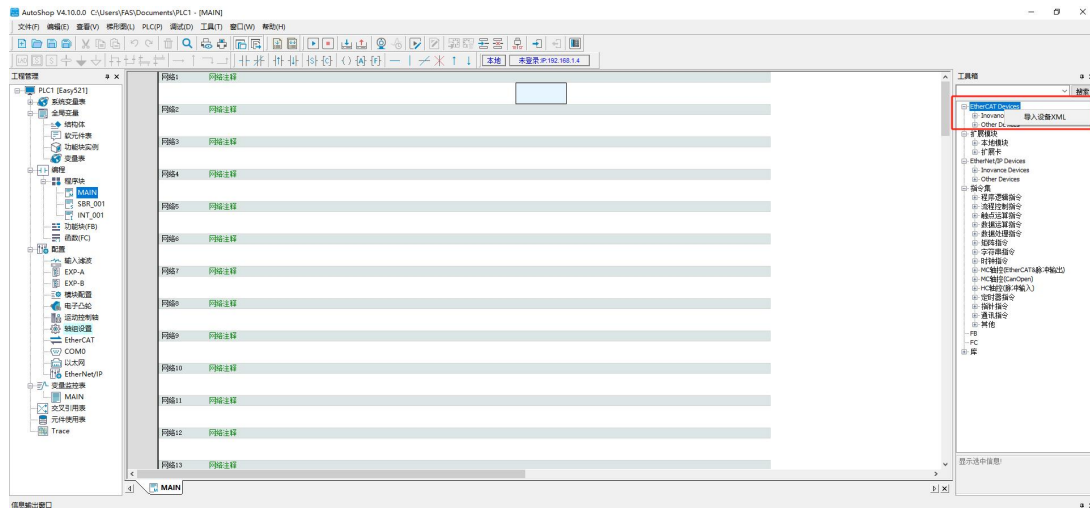 AutoShop V4.10.0.0 C:\Users\FAS\Documents\PLC1 - [MAIN]
文件(F) 编辑(E) 查看(V) 梯形图(L) PLC(P) 调试(D) 工具(T) 窗口(W) 帮助(H)
本地 未登录:IP:192.168.1.4
工程管理
PLC1 [Easy521]
系统变量表
全局变量
结构体
软元件表
功能块实例
变量表
编程
程序块
MAIN
SBR_001
INT_001
功能块(FB)
函数(FC)
配置
输入滤波
EXP-A
EXP-B
模块配置
电子凸轮
运动控制轴
轴组设置
EtherCAT
COM0
以太网
EtherNet/IP
变量监控表
MAIN
交叉引用表
元件使用表
Trace
网络1 网络注释
网络2 网络注释
网络3 网络注释
网络4 网络注释
网络5 网络注释
网络6 网络注释
网络7 网络注释
网络8 网络注释
网络9 网络注释
网络10 网络注释
网络11 网络注释
网络12 网络注释
网络13 网络注释
MAIN
工具箱
搜索
EtherCAT Devices
Inovance
Other Devices
导入设备XML
扩展模块
本地模块
扩展卡
EtherNet/IP Devices
Inovance Devices
Other Devices
指令集
程序逻辑指令
流程控制指令
触点运算指令
数据运算指令
数据处理指令
矩阵指令
字符串指令
时钟指令
MC轴控(EtherCAT&脉冲输出)
MC轴控(CanOpen)
HC轴控(脉冲输入)
定时器指令
指针指令
通讯指令
其他
FB
FC
库
显示选中信息!
信息输出窗口